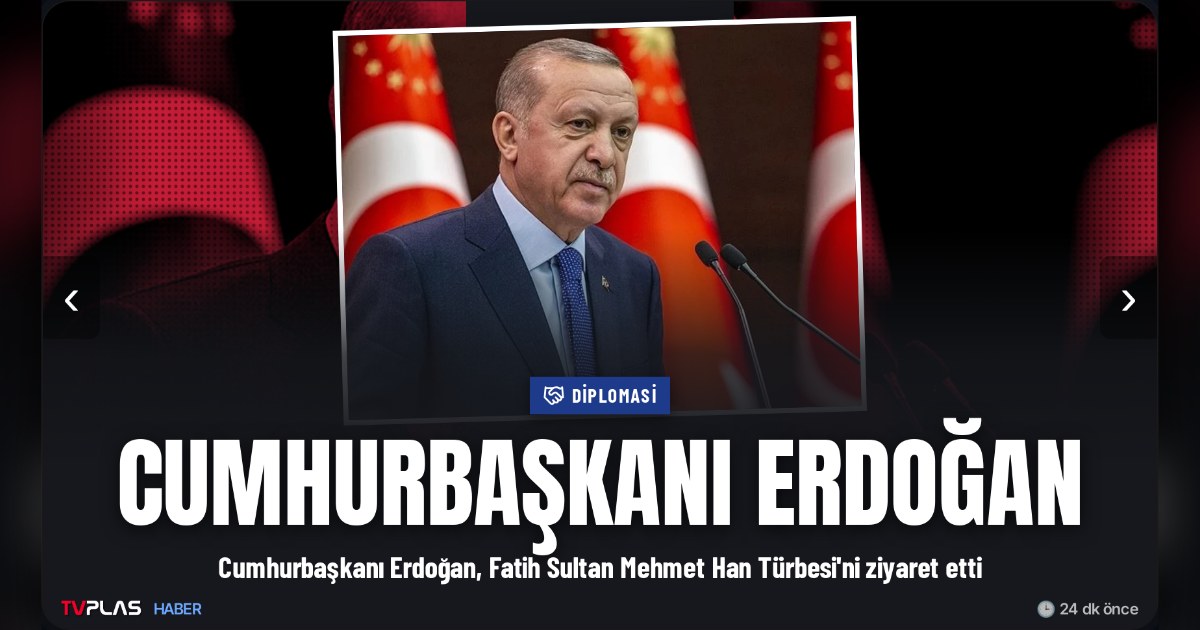 DİPLOMASİ
CUMHURBAŞKANI ERDOĞAN
Cumhurbaşkanı Erdoğan, Fatih Sultan Mehmet Han Türbesi'ni ziyaret etti
TVPLAS HABER
24 dk önce